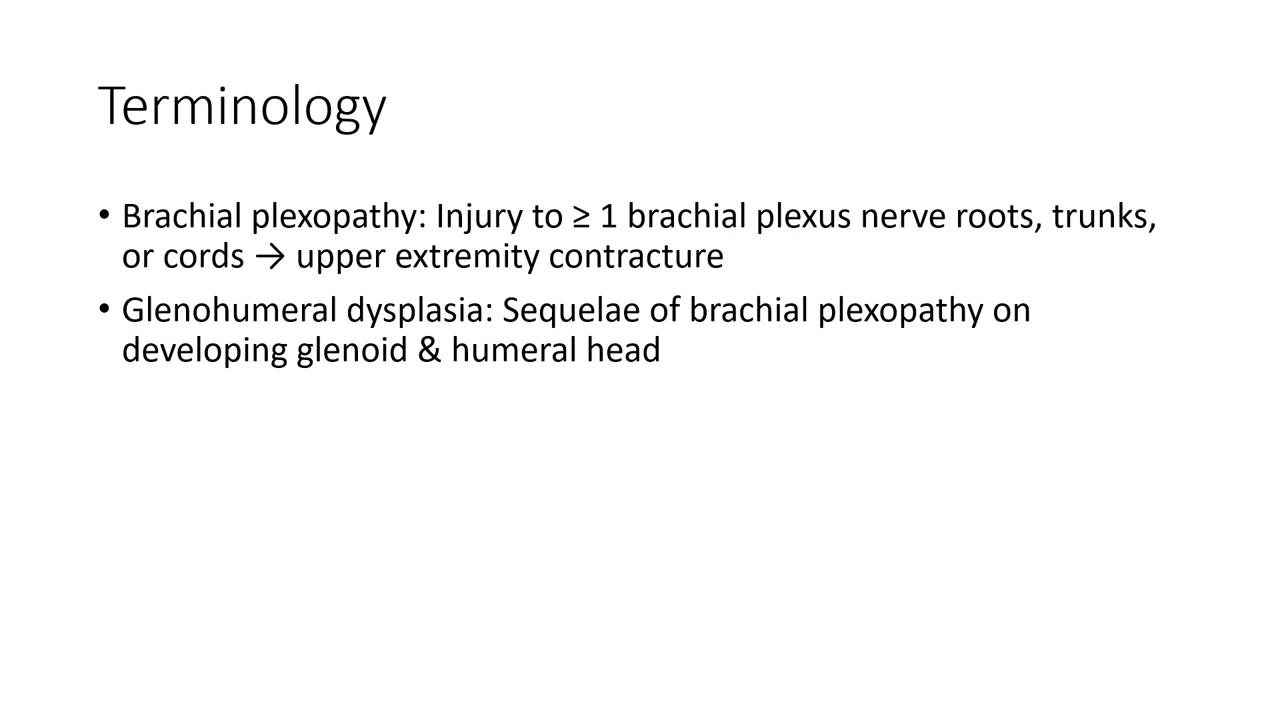 Terminology
• Brachial plexopathy: Injury to ≥ 1 brachial plexus nerve roots, trunks,
or cords → upper extremity contracture
• Glenohumeral dysplasia: Sequelae of brachial plexopathy on
developing glenoid & humeral head